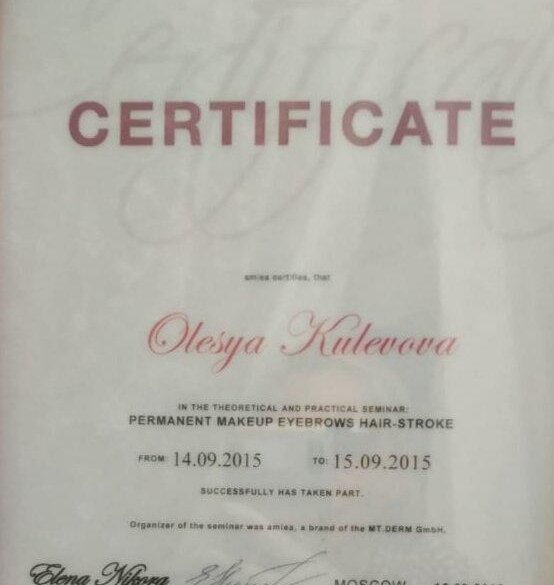 CERTIFICATE
amiea certifies, that
Olesya Kulevova
IN THE THEORETICAL AND PRACTICAL SEMINAR:
PERMANENT MAKEUP EYEBROWS HAIR-STROKE
FROM: 14.09.2015 TO: 15.09.2015
SUCCESSFULLY HAS TAKEN PART.
Organizer of the seminar was amiea, a brand of the MT.DERM GmbH.
Elena Nikora MOSCOW